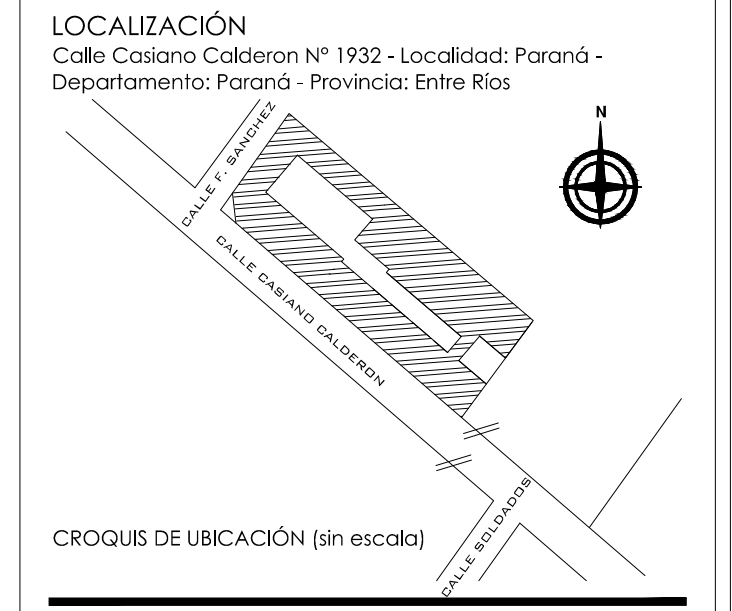 LOCALIZACIÓN
Calle Casiano Calderon N° 1932 - Localidad: Paraná -
Departamento: Paraná - Provincia: Entre Ríos
N
CALLE F. SANCHEZ
CALLE CASIANO CALDERON
CALLE SOLDADOS
CROQUIS DE UBICACIÓN (sin escala)